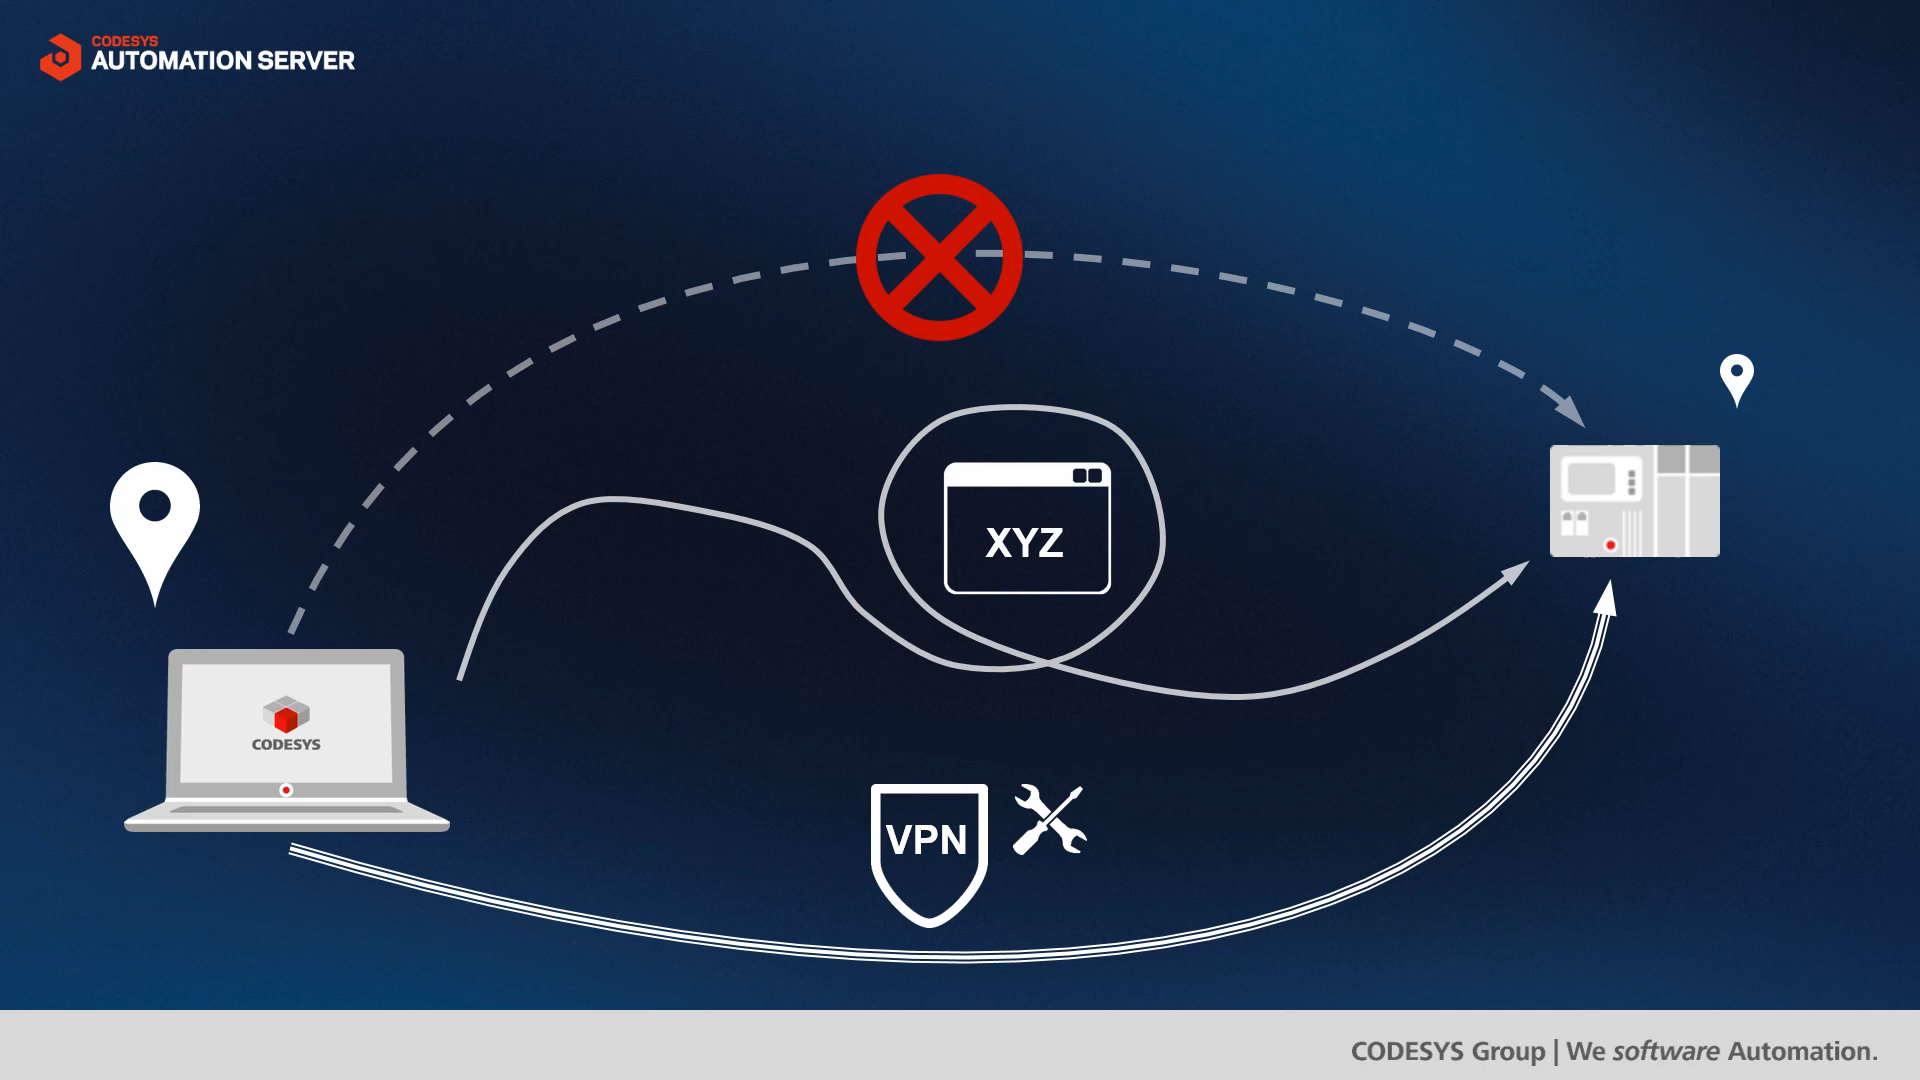 CODESYS
AUTOMATION SERVER
XYZ
CODESYS
VPN
CODESYS Group | We software Automation.